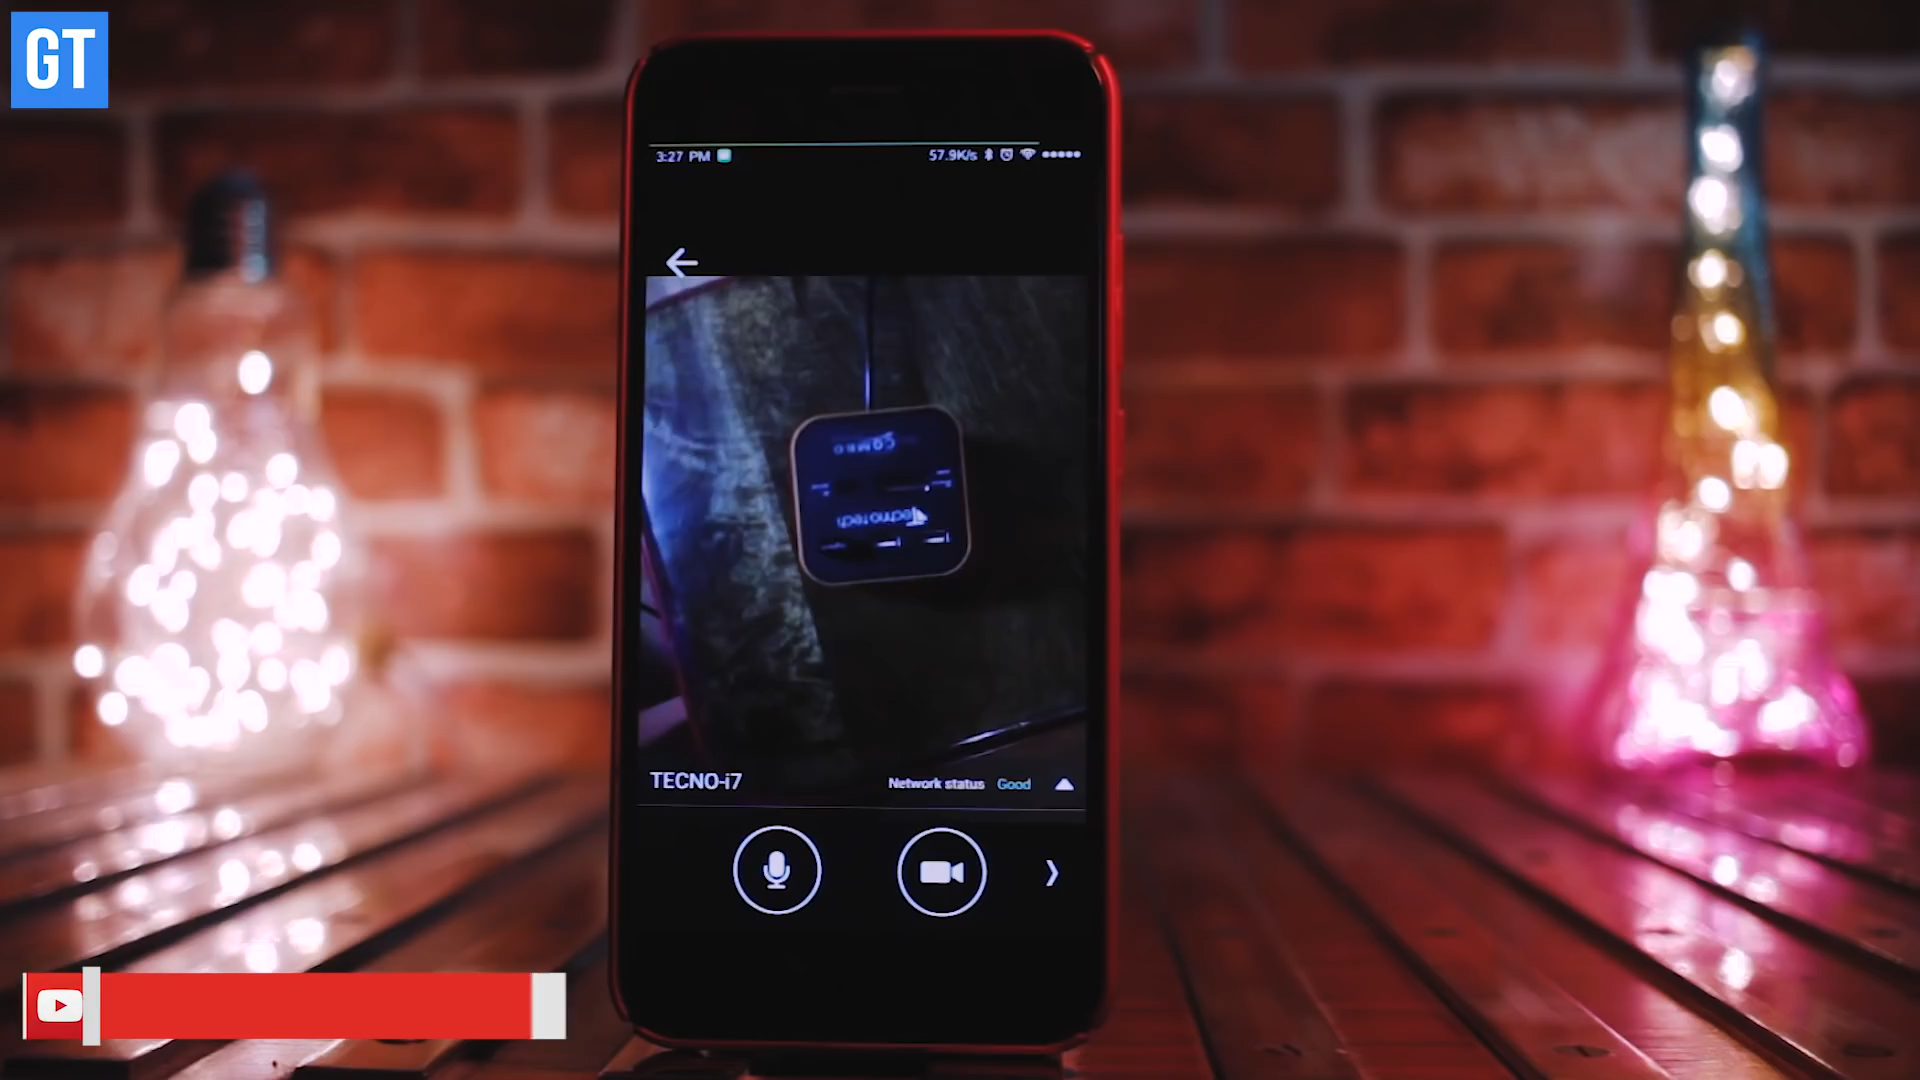 GT
3:27 PM
57.9K/s
TECNO-i7
Network status Good